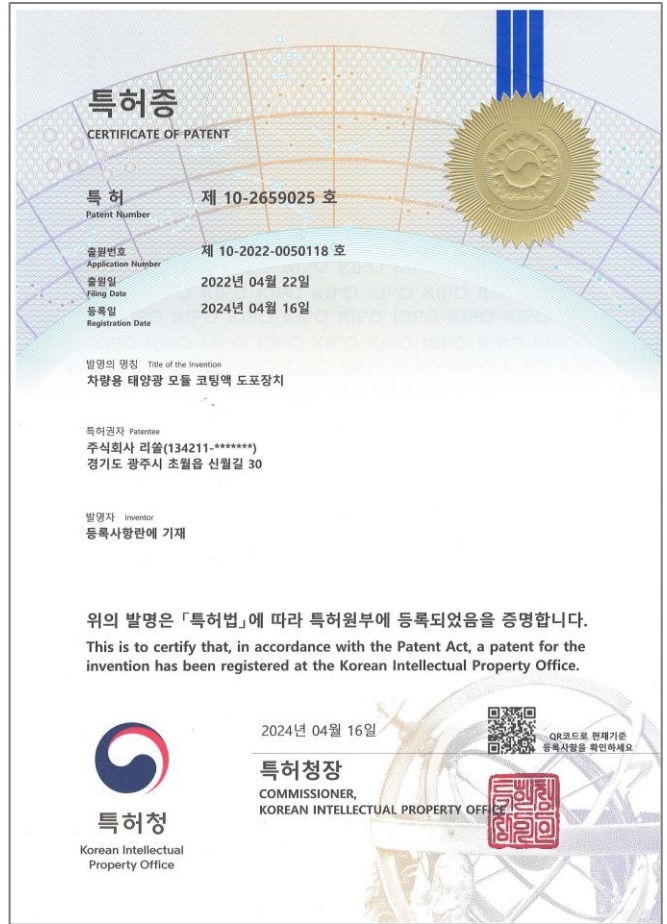 특허증
CERTIFICATE OF PATENT
특 허 제 10-2659025 호
Patent Number
출원번호 제 10-2022-0050118 호
Application Number
출원일 2022년 04월 22일
Filing Date
등록일 2024년 04월 16일
Registration Date
발명의 명칭 Title of the Invention
차량용 태양광 모듈 코팅액 도포장치
특허권자 Patentee
주식회사 리쏠(134211-*******)
경기도 광주시 초월읍 신월길 30
발명자 Inventor
등록사항란에 기재
위의 발명은 「특허법」에 따라 특허원부에 등록되었음을 증명합니다.
This is to certify that, in accordance with the Patent Act, a patent for the
invention has been registered at the Korean Intellectual Property Office.
2024년 04월 16일
QR코드로 현재기준
등록사항을 확인하세요
특허청장
COMMISSIONER,
KOREAN INTELLECTUAL PROPERTY OFFICE
특허청
Korean Intellectual
Property Office